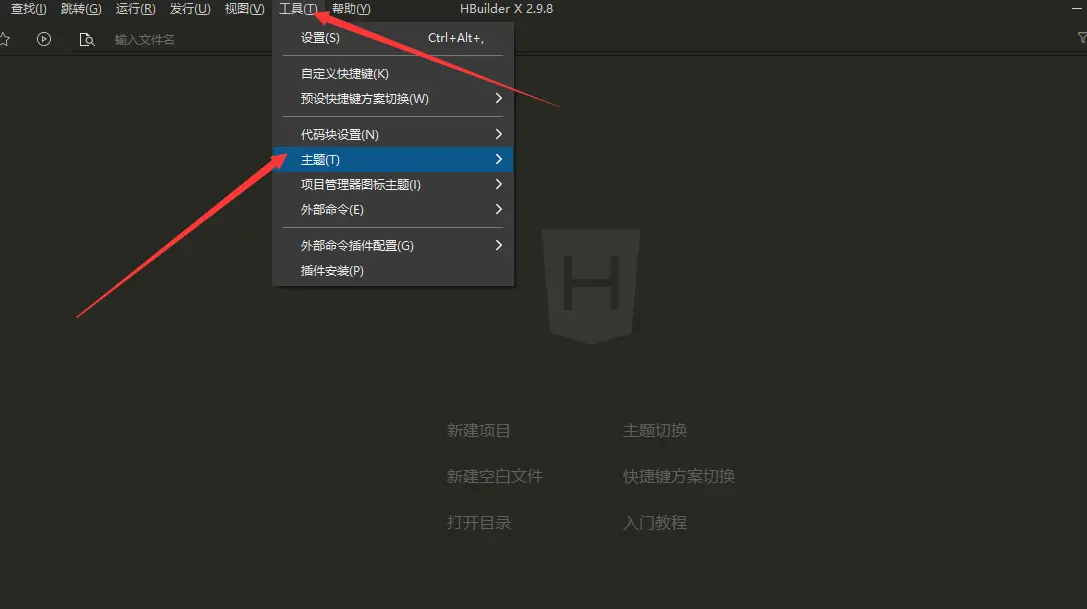 查找(I) 跳转(G) 运行(R) 发行(U) 视图(V) 工具(T) 帮助(Y) HBuilder X 2.9.8
输入文件名
设置(S) Ctrl+Alt+,
自定义快捷键(K)
预设快捷键方案切换(W)
代码块设置(N)
主题(T)
项目管理器图标主题(I)
外部命令(E)
外部命令插件配置(G)
插件安装(P)
H
新建项目 主题切换
新建空白文件 快捷键方案切换
打开目录 入门教程